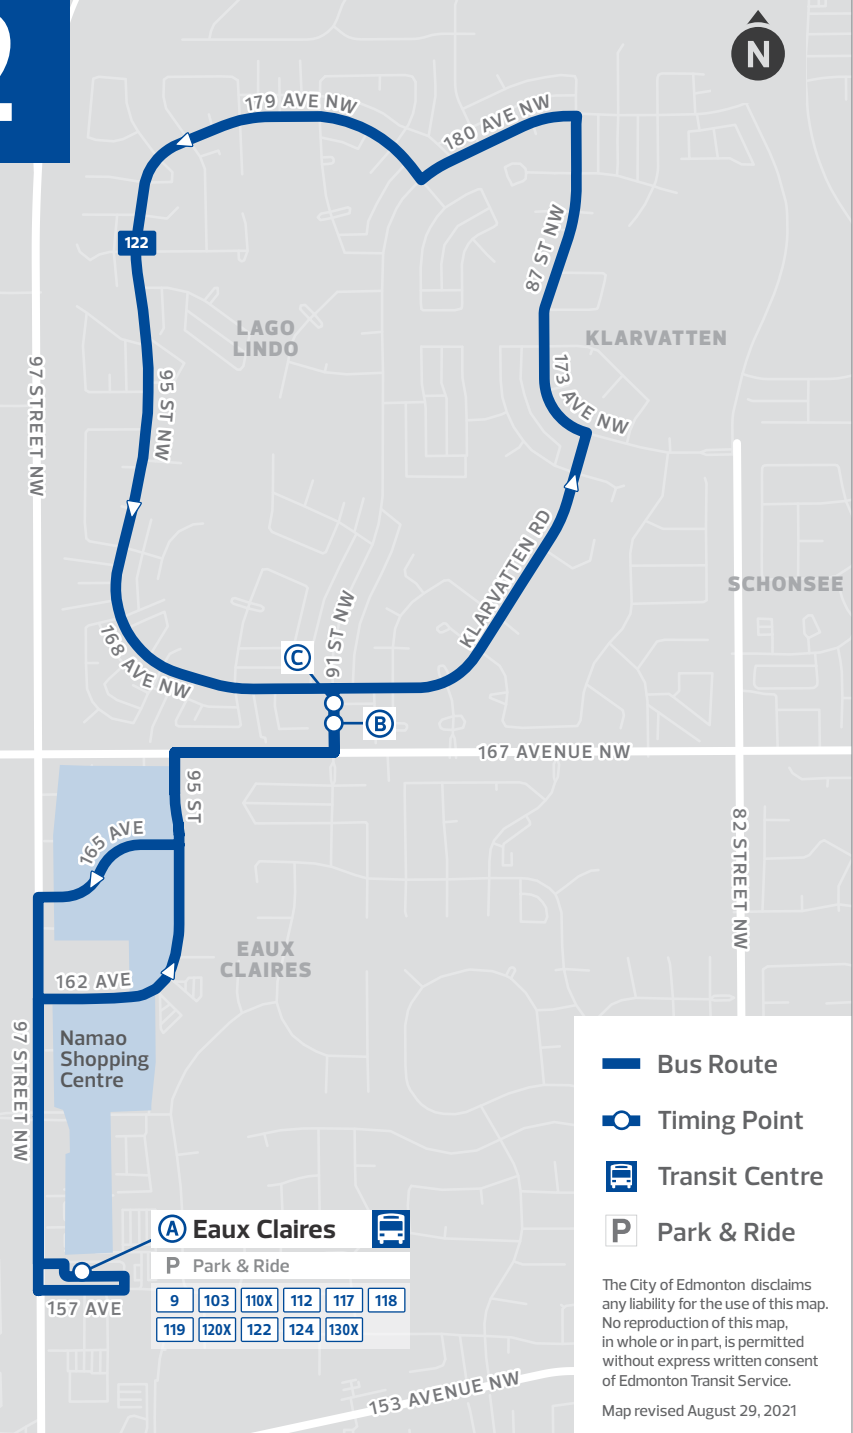 2
N
179 AVE NW
180 AVE NW
122
87 ST NW
LAGO
LINDO
KLARVATTEN
97 STREET NW
95 ST NW
173 AVE NW
KLARVATTEN RD
SCHONSEE
91 ST NW
168 AVE NW
C
B
167 AVENUE NW
95 ST
165 AVE
82 STREET NW
EAUX
CLAIRES
162 AVE
97 STREET NW
Namao
Shopping
Centre
A Eaux Claires
P Park & Ride
9 103 110X 112 117 118
119 120X 122 124 130X
157 AVE
153 AVENUE NW
Bus Route
Timing Point
Transit Centre
P Park & Ride
The City of Edmonton disclaims
any liability for the use of this map.
No reproduction of this map,
in whole or in part, is permitted
without express written consent
of Edmonton Transit Service.
Map revised August 29, 2021